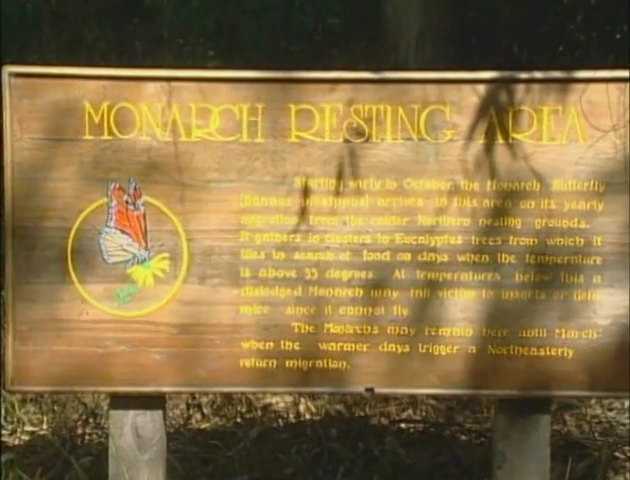 MONARCH RESTING AREA
Starting early in October, the Monarch Butterfly
(Danaus plexippus) arrives in this area on its yearly
migration from the colder Northern nesting grounds.
It gathers in clusters in Eucalyptus trees from which it
flies in search of food on days when the temperature
is above 55 degrees. At temperatures below this a
dislodged Monarch may fall victim to insects or field
mice since it cannot fly.
The Monarchs may remain here until March
when the warmer days trigger a Northeasterly
return migration.